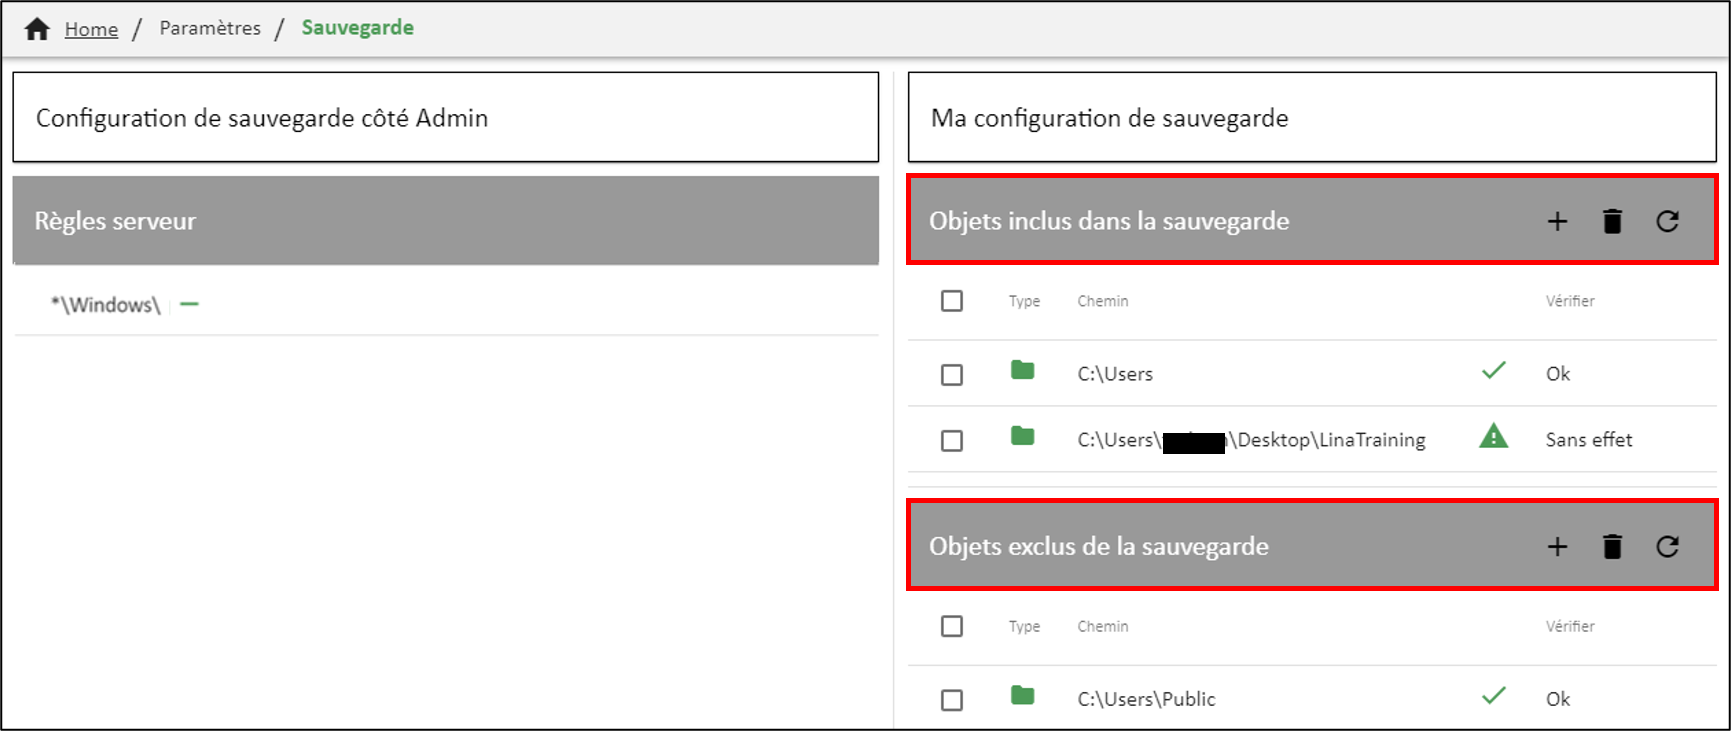 Home / Paramètres / Sauvegarde
Configuration de sauvegarde côté Admin
Règles serveur
*\Windows\
Ma configuration de sauvegarde
Objets inclus dans la sauvegarde
Type Chemin Vérifier
C:\Users Ok
C:\Users\ \Desktop\LinaTraining Sans effet
Objets exclus de la sauvegarde
Type Chemin Vérifier
C:\Users\Public Ok